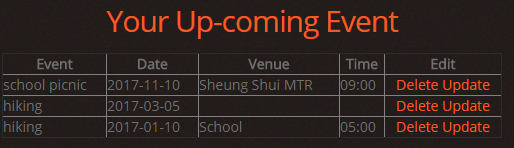 Your Up-coming Event
Event Date Venue Time Edit
school picnic 2017-11-10 Sheung Shui MTR 09:00 Delete Update
hiking 2017-03-05 Delete Update
hiking 2017-01-10 School 05:00 Delete Update